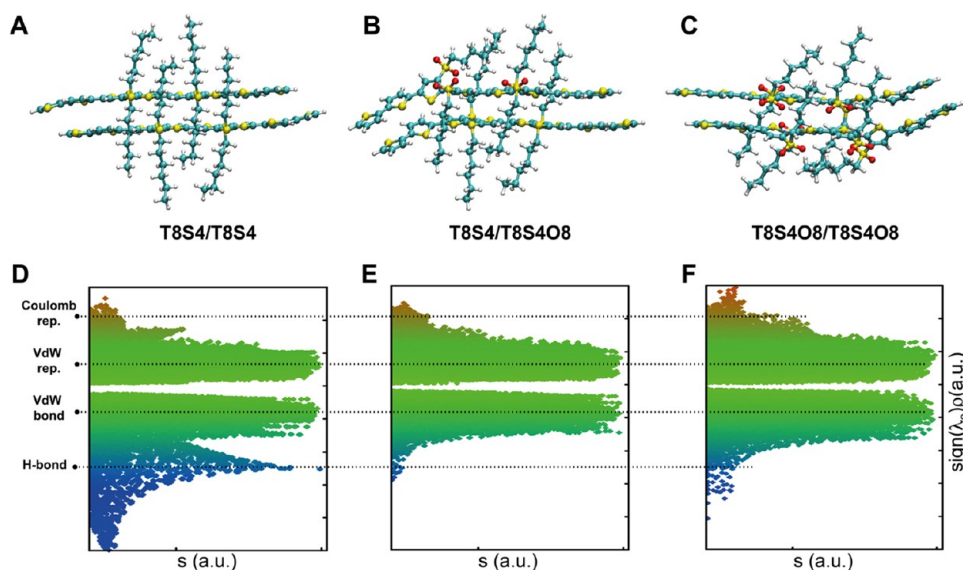 A
B
C
T8S4/T8S4
T8S4/T8S4O8
T8S4O8/T8S4O8
D
E
F
Coulomb
rep.
VdW
rep.
VdW
bond
H-bond
sign(λ₂)ρ(a.u.)
s (a.u.)
s (a.u.)
s (a.u.)